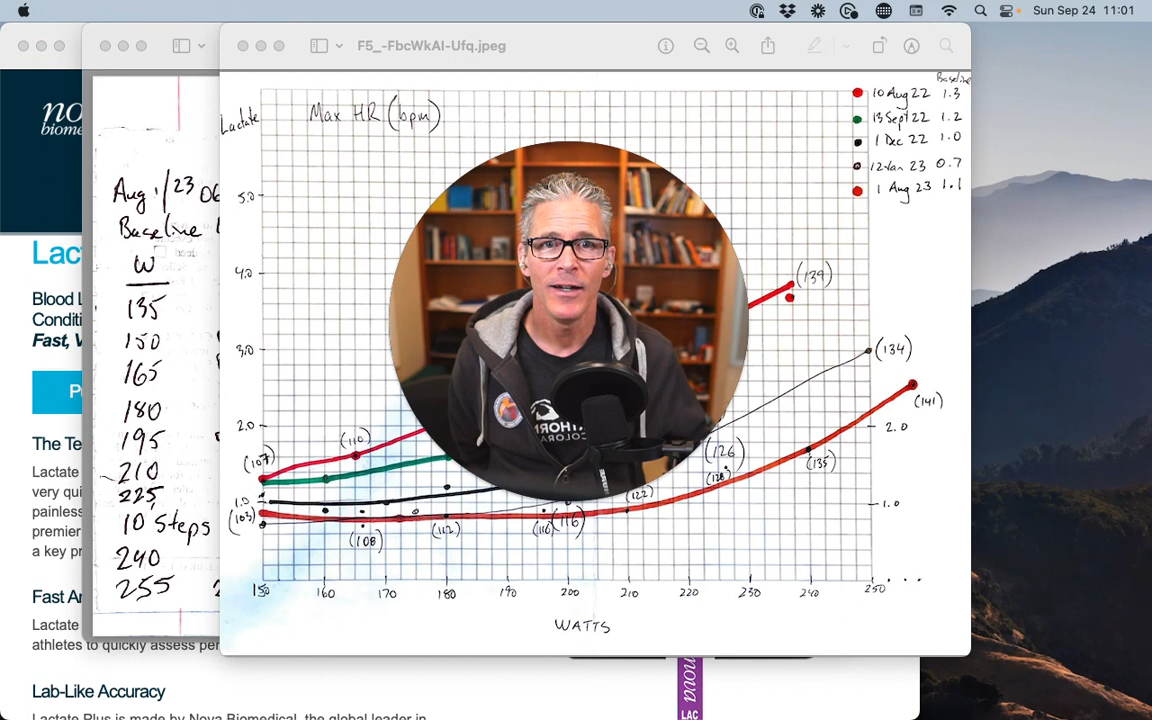 Sun Sep 24 11:01
F5_-FbcWkAI-Ufq.jpeg
no
biome
Lact
Blood L
Conditi
Fast, V
P
The Te
Lactate
very qui
painless
premier
a key pr
Fast Ar
Lactate
athletes to quickly assess per
Lab-Like Accuracy
Lactate Plus is made by Nova Biomedical, the global leader in
nova
LAC
Aug 1/23 06
Baseline
W
135
150
165
180
195
210
225
10 Steps
240
255
Lactate
Max HR (bpm)
Baseline
10 Aug 22 1.3
13 Sept 22 1.2
1 Dec 22 1.0
12 Jan 23 0.7
1 Aug 23 1.1
5.0
4.0
3.0
2.0
1.0
2.0
1.0
(139)
(134)
(141)
(135)
(126)
(128)
(122)
(116)
(110)
(112)
(108)
(103)
(107)
(110)
150 160 170 180 190 200 210 220 230 240 250 . . .
WATTS